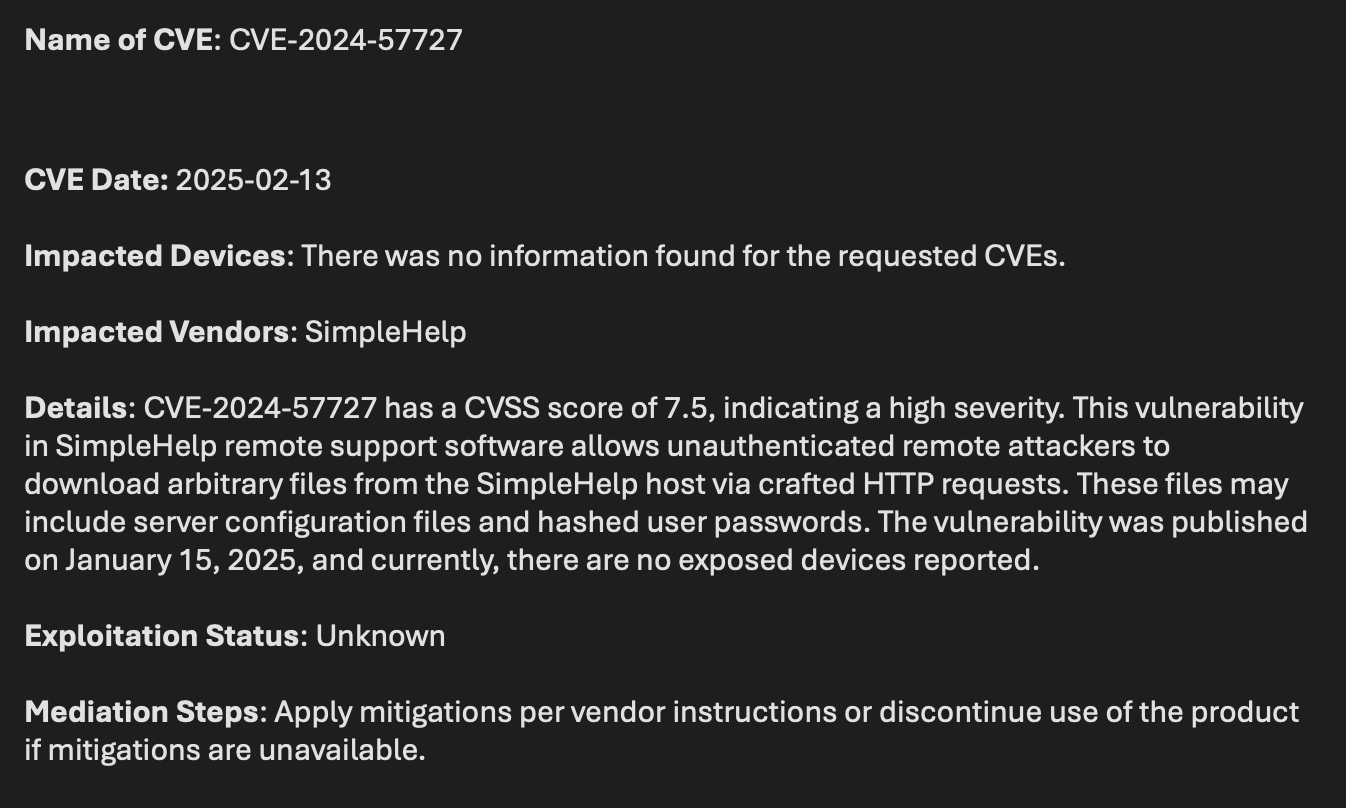 Name of CVE: CVE-2024-57727
CVE Date: 2025-02-13
Impacted Devices: There was no information found for the requested CVEs.
Impacted Vendors: SimpleHelp
Details: CVE-2024-57727 has a CVSS score of 7.5, indicating a high severity. This vulnerability
in SimpleHelp remote support software allows unauthenticated remote attackers to
download arbitrary files from the SimpleHelp host via crafted HTTP requests. These files may
include server configuration files and hashed user passwords. The vulnerability was published
on January 15, 2025, and currently, there are no exposed devices reported.
Exploitation Status: Unknown
Mediation Steps: Apply mitigations per vendor instructions or discontinue use of the product
if mitigations are unavailable.